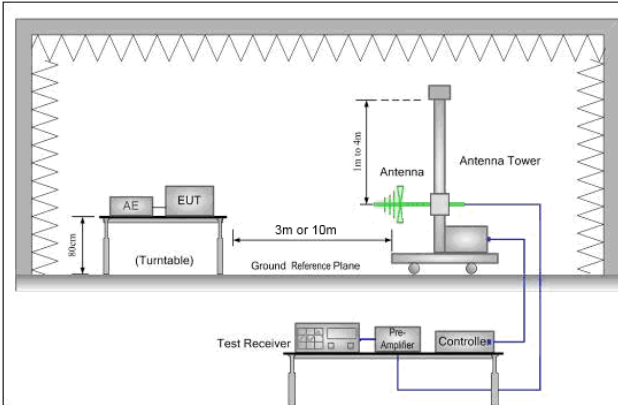 1m to 4m
Antenna
Antenna Tower
AE
EUT
3m or 10m
80cm
(Turntable)
Ground Reference Plane
Test Receiver
Pre-
Amplifier
Controller